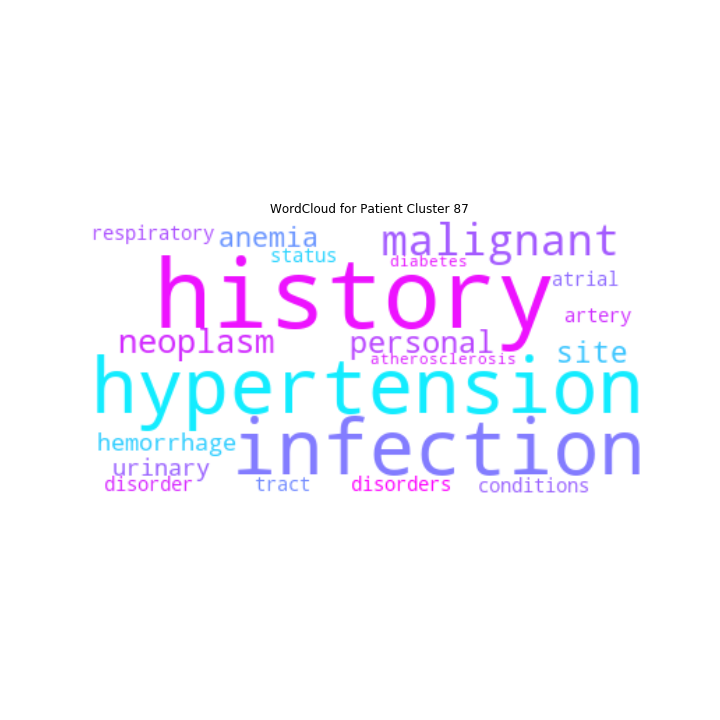 WordCloud for Patient Cluster 87
respiratory
anemia
malignant
status
diabetes
history
atrial
artery
neoplasm
personal
site
atherosclerosis
hypertension
hemorrhage
infection
urinary
disorder
tract
disorders
conditions